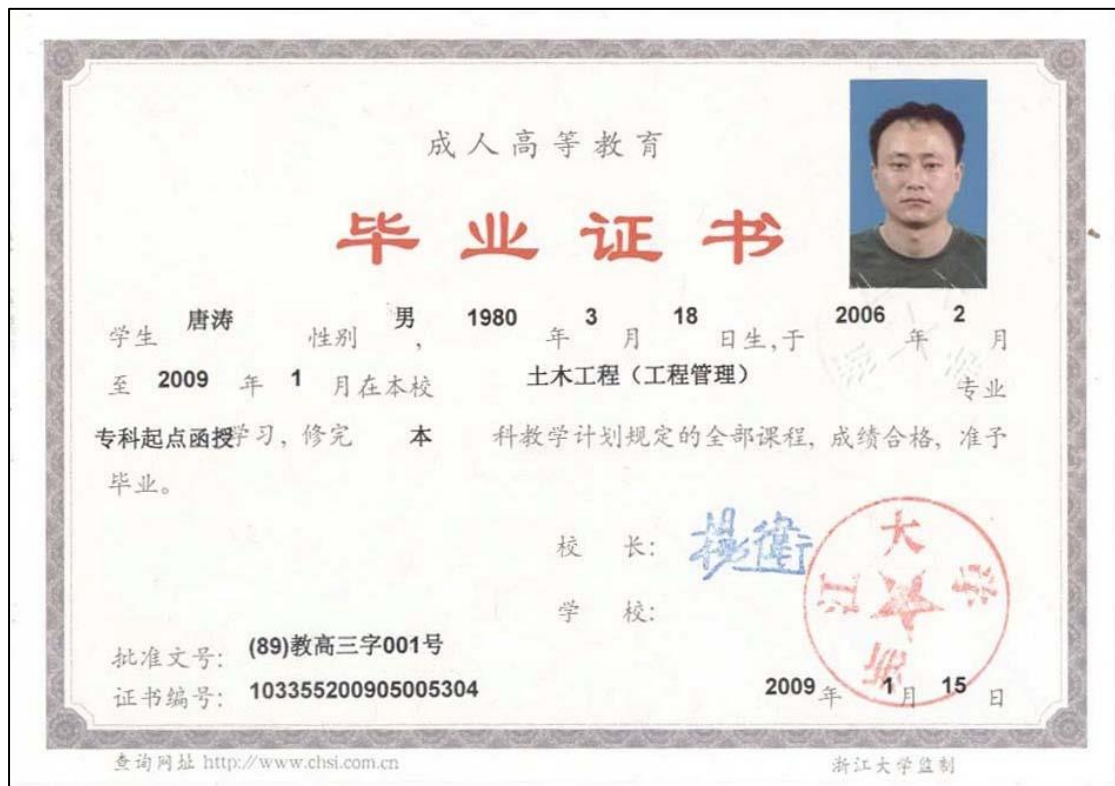 成人高等教育
毕业证书
学生 唐涛 性别 男 , 1980 年 3 月 18 日生,于 2006 年 2 月
至 2009 年 1 月在本校 土木工程（工程管理） 专业
专科起点函授学习, 修完 本 科教学计划规定的全部课程, 成绩合格, 准予
毕业。
校 长: 杨卫
浙江大学
学 校:
批准文号: (89)教高三字001号
证书编号: 103355200905005304
2009 年 1 月 15 日
查询网址 http://www.chsi.com.cn
浙江大学监制